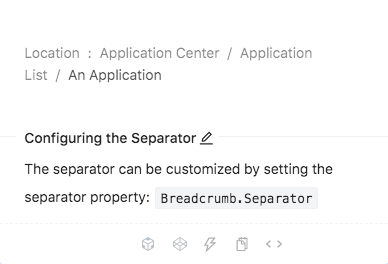 Location : Application Center / Application
List / An Application
Configuring the Separator
The separator can be customized by setting the
separator property: Breadcrumb.Separator